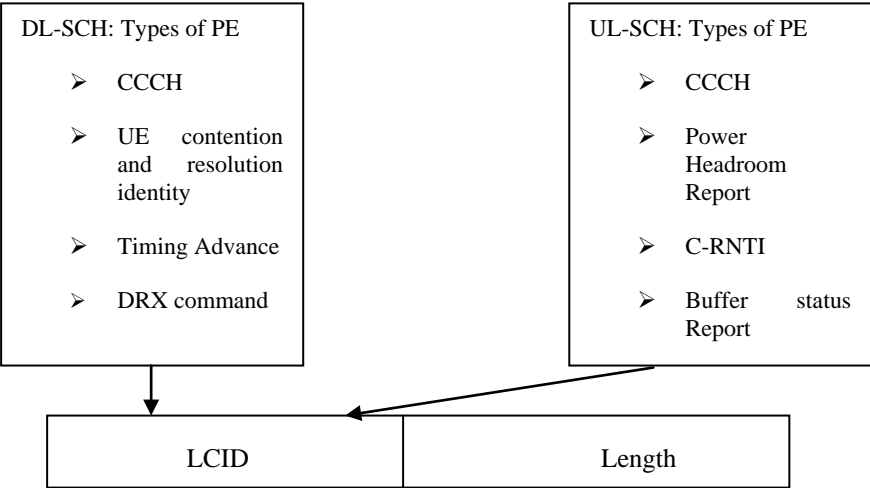 DL-SCH: Types of PE
➢ CCCH
➢ UE contention
and resolution
identity
➢ Timing Advance
➢ DRX command
UL-SCH: Types of PE
➢ CCCH
➢ Power
Headroom
Report
➢ C-RNTI
➢ Buffer status
Report
LCID
Length